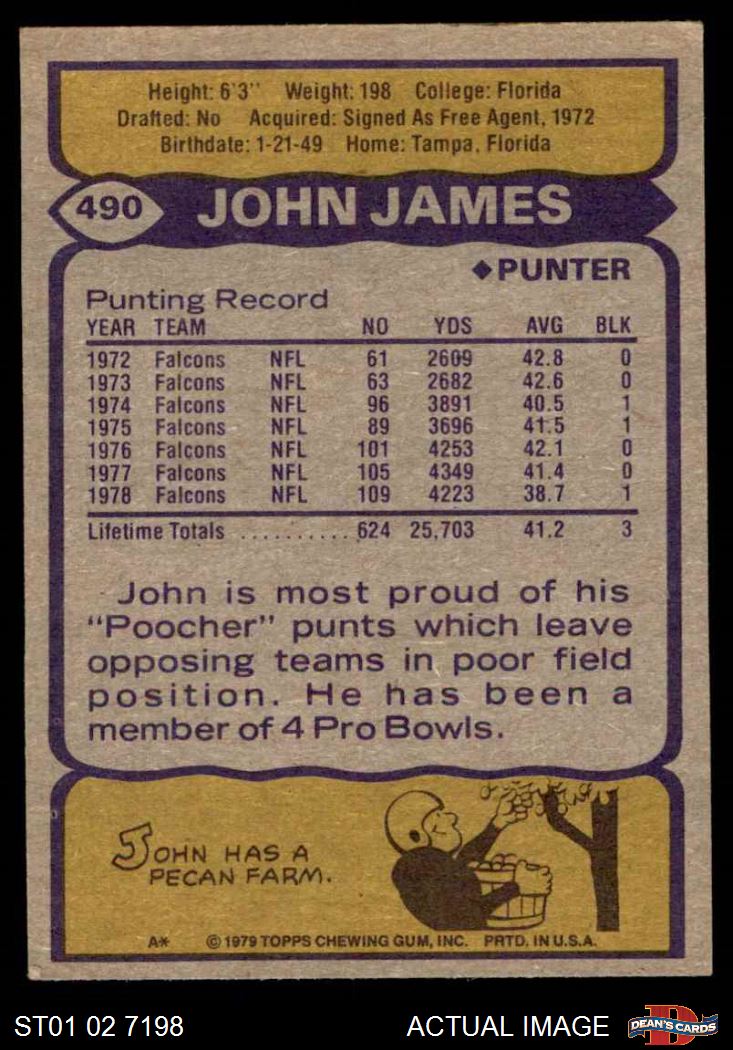 Height: 6'3'' Weight: 198 College: Florida
Drafted: No Acquired: Signed As Free Agent, 1972
Birthdate: 1-21-49 Home: Tampa, Florida
490 JOHN JAMES
◆PUNTER
Punting Record
YEAR TEAM NO YDS AVG BLK
1972 Falcons NFL 61 2609 42.8 0
1973 Falcons NFL 63 2682 42.6 0
1974 Falcons NFL 96 3891 40.5 1
1975 Falcons NFL 89 3696 41.5 1
1976 Falcons NFL 101 4253 42.1 0
1977 Falcons NFL 105 4349 41.4 0
1978 Falcons NFL 109 4223 38.7 1
Lifetime Totals .......... 624 25,703 41.2 3
John is most proud of his
"Poocher" punts which leave
opposing teams in poor field
position. He has been a
member of 4 Pro Bowls.
JOHN HAS A
PECAN FARM.
A* © 1979 TOPPS CHEWING GUM, INC. PRTD. IN U.S.A.
ST01 02 7198 ACTUAL IMAGE D DEAN'S CARDS